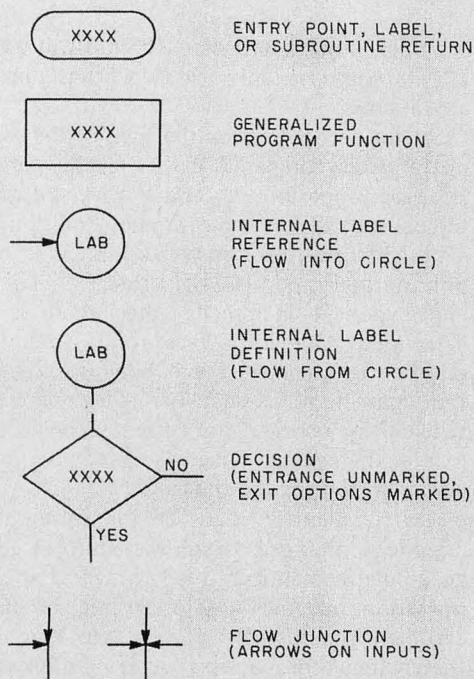 XXXX
ENTRY POINT, LABEL,
OR SUBROUTINE RETURN
XXXX
GENERALIZED
PROGRAM FUNCTION
LAB
INTERNAL LABEL
REFERENCE
(FLOW INTO CIRCLE)
LAB
INTERNAL LABEL
DEFINITION
(FLOW FROM CIRCLE)
XXXX
NO
YES
DECISION
(ENTRANCE UNMARKED,
EXIT OPTIONS MARKED)
FLOW JUNCTION
(ARROWS ON INPUTS)